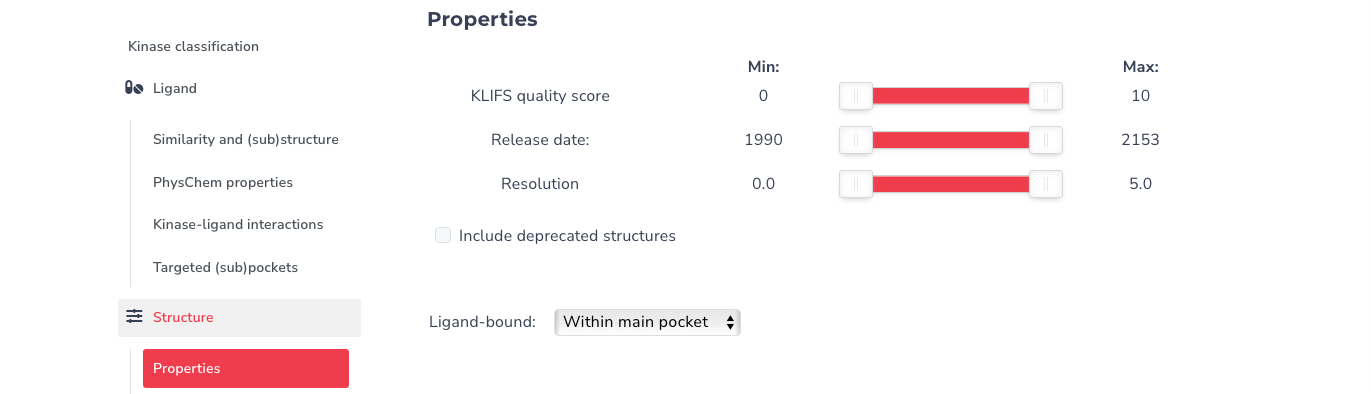 Kinase classification
Ligand
Similarity and (sub)structure
PhysChem properties
Kinase-ligand interactions
Targeted (sub)pockets
Structure
Properties
Properties
Min: Max:
KLIFS quality score 0 10
Release date: 1990 2153
Resolution 0.0 5.0
Include deprecated structures
Ligand-bound: Within main pocket